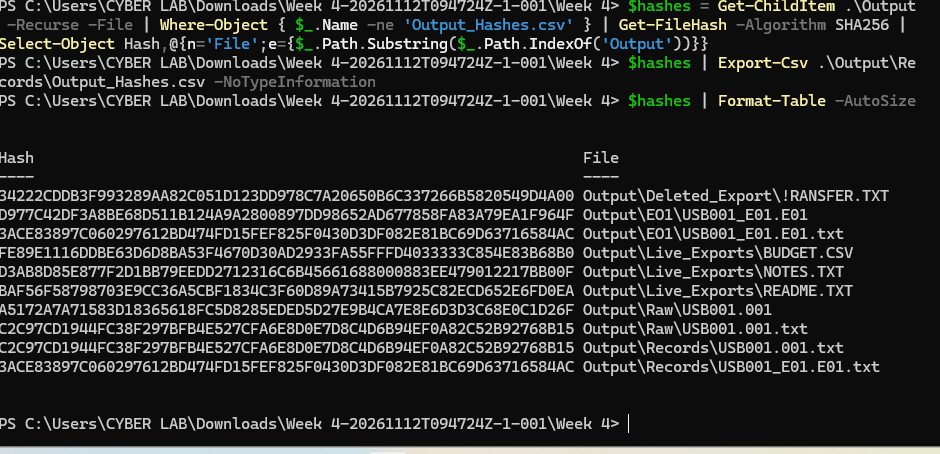 PS C:\Users\CYBER LAB\Downloads\Week 4-20261112T094724Z-1-001\Week 4> $hashes = Get-ChildItem .\Output
-Recurse -File | Where-Object { $_.Name -ne 'Output_Hashes.csv' } | Get-FileHash -Algorithm SHA256 |
Select-Object Hash,@{n='File';e={$_.Path.Substring($_.Path.IndexOf('Output'))}}
PS C:\Users\CYBER LAB\Downloads\Week 4-20261112T094724Z-1-001\Week 4> $hashes | Export-Csv .\Output\Re
cords\Output_Hashes.csv -NoTypeInformation
PS C:\Users\CYBER LAB\Downloads\Week 4-20261112T094724Z-1-001\Week 4> $hashes | Format-Table -AutoSize
Hash File
---- ----
34222CDDB3F993289AA82C051D123DD978C7A20650B6C337266B5820549D4A00 Output\Deleted_Export\!RANSFER.TXT
D977C42DF3A8BE68D511B124A9A2800897DD98652AD677858FA83A79EA1F964F Output\EO1\USB001_E01.E01
3ACE83897C060297612BD474FD15FEF825F0430D3DF082E81BC69D63716584AC Output\EO1\USB001_E01.E01.txt
FE89E1116DDBE63D6D8BA53F4670D30AD2933FA55FFFD4033333C854E83B68B0 Output\Live_Exports\BUDGET.CSV
D3AB8D85E877F2D1BB79EEDD2712316C6B45661688000883EE479012217BB00F Output\Live_Exports\NOTES.TXT
BAF56F58798703E9CC36A5CBF1834C3F60D89A73415B7925C82ECD652E6FD0EA Output\Live_Exports\README.TXT
A5172A7A71583D18365618FC5D8285EDED5D27E9B4CA7E8E6D3D3C68E0C1D26F Output\Raw\USB001.001
C2C97CD1944FC38F297BFB4E527CFA6E8D0E7D8C4D6B94EF0A82C52B92768B15 Output\Raw\USB001.001.txt
C2C97CD1944FC38F297BFB4E527CFA6E8D0E7D8C4D6B94EF0A82C52B92768B15 Output\Records\USB001.001.txt
3ACE83897C060297612BD474FD15FEF825F0430D3DF082E81BC69D63716584AC Output\Records\USB001_E01.E01.txt
PS C:\Users\CYBER LAB\Downloads\Week 4-20261112T094724Z-1-001\Week 4>